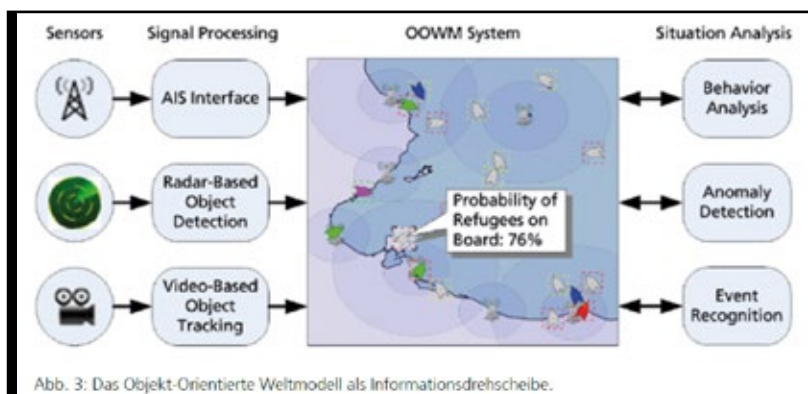 Sensors Signal Processing OOWM System Situation Analysis
AIS Interface
Behavior
Analysis
Radar-Based
Object
Detection
Probability of
Refugees on
Board: 76%
Anomaly
Detection
Video-Based
Object
Tracking
Event
Recognition
Abb. 3: Das Objekt-Orientierte Weltmodell als Informationsdrehscheibe.